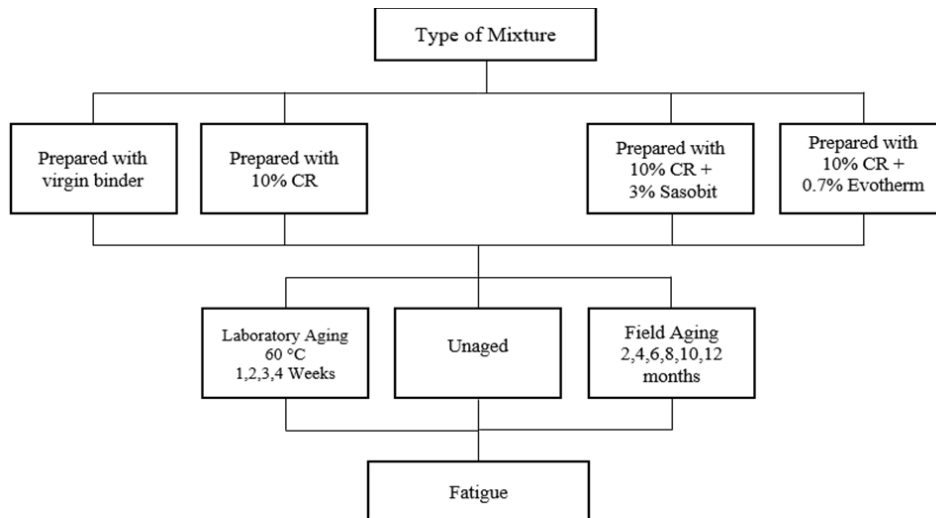 Type of Mixture
Prepared with
virgin binder
Prepared with
10% CR
Prepared with
10% CR +
3% Sasobit
Prepared with
10% CR +
0.7% Evotherm
Laboratory Aging
60 °C
1,2,3,4 Weeks
Unaged
Field Aging
2,4,6,8,10,12
months
Fatigue